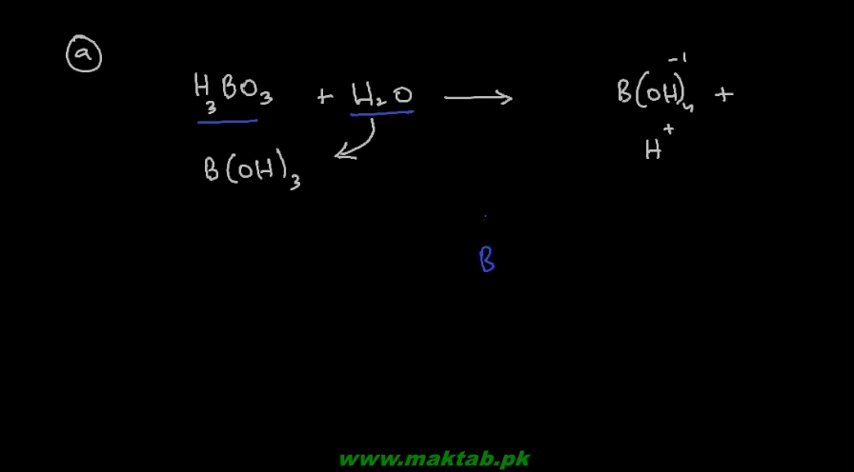 a
H₃BO₃ + H₂O ⟶ B(OH)₄⁻¹ +
B(OH)₃ H⁺
B
www.maktab.pk